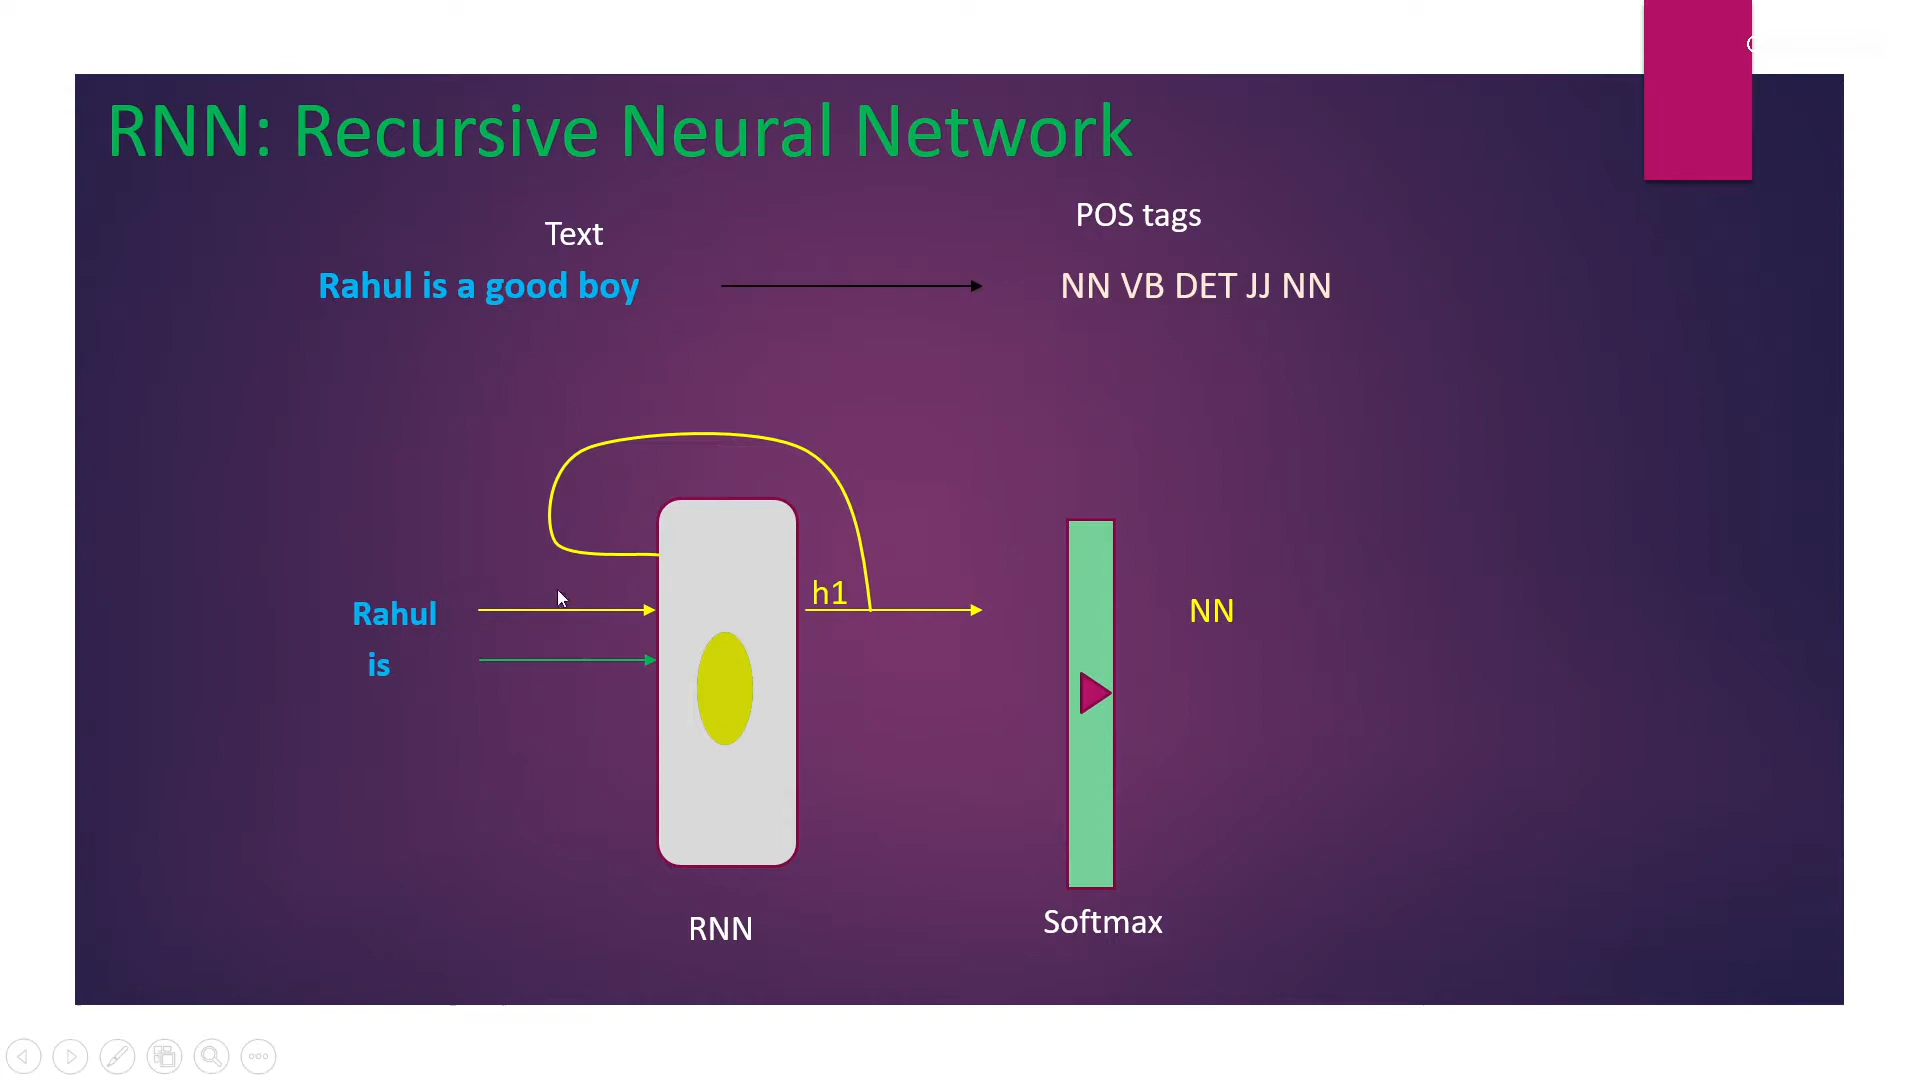 RNN: Recursive Neural Network
Text
POS tags
Rahul is a good boy
NN VB DET JJ NN
h1
Rahul
NN
is
RNN
Softmax